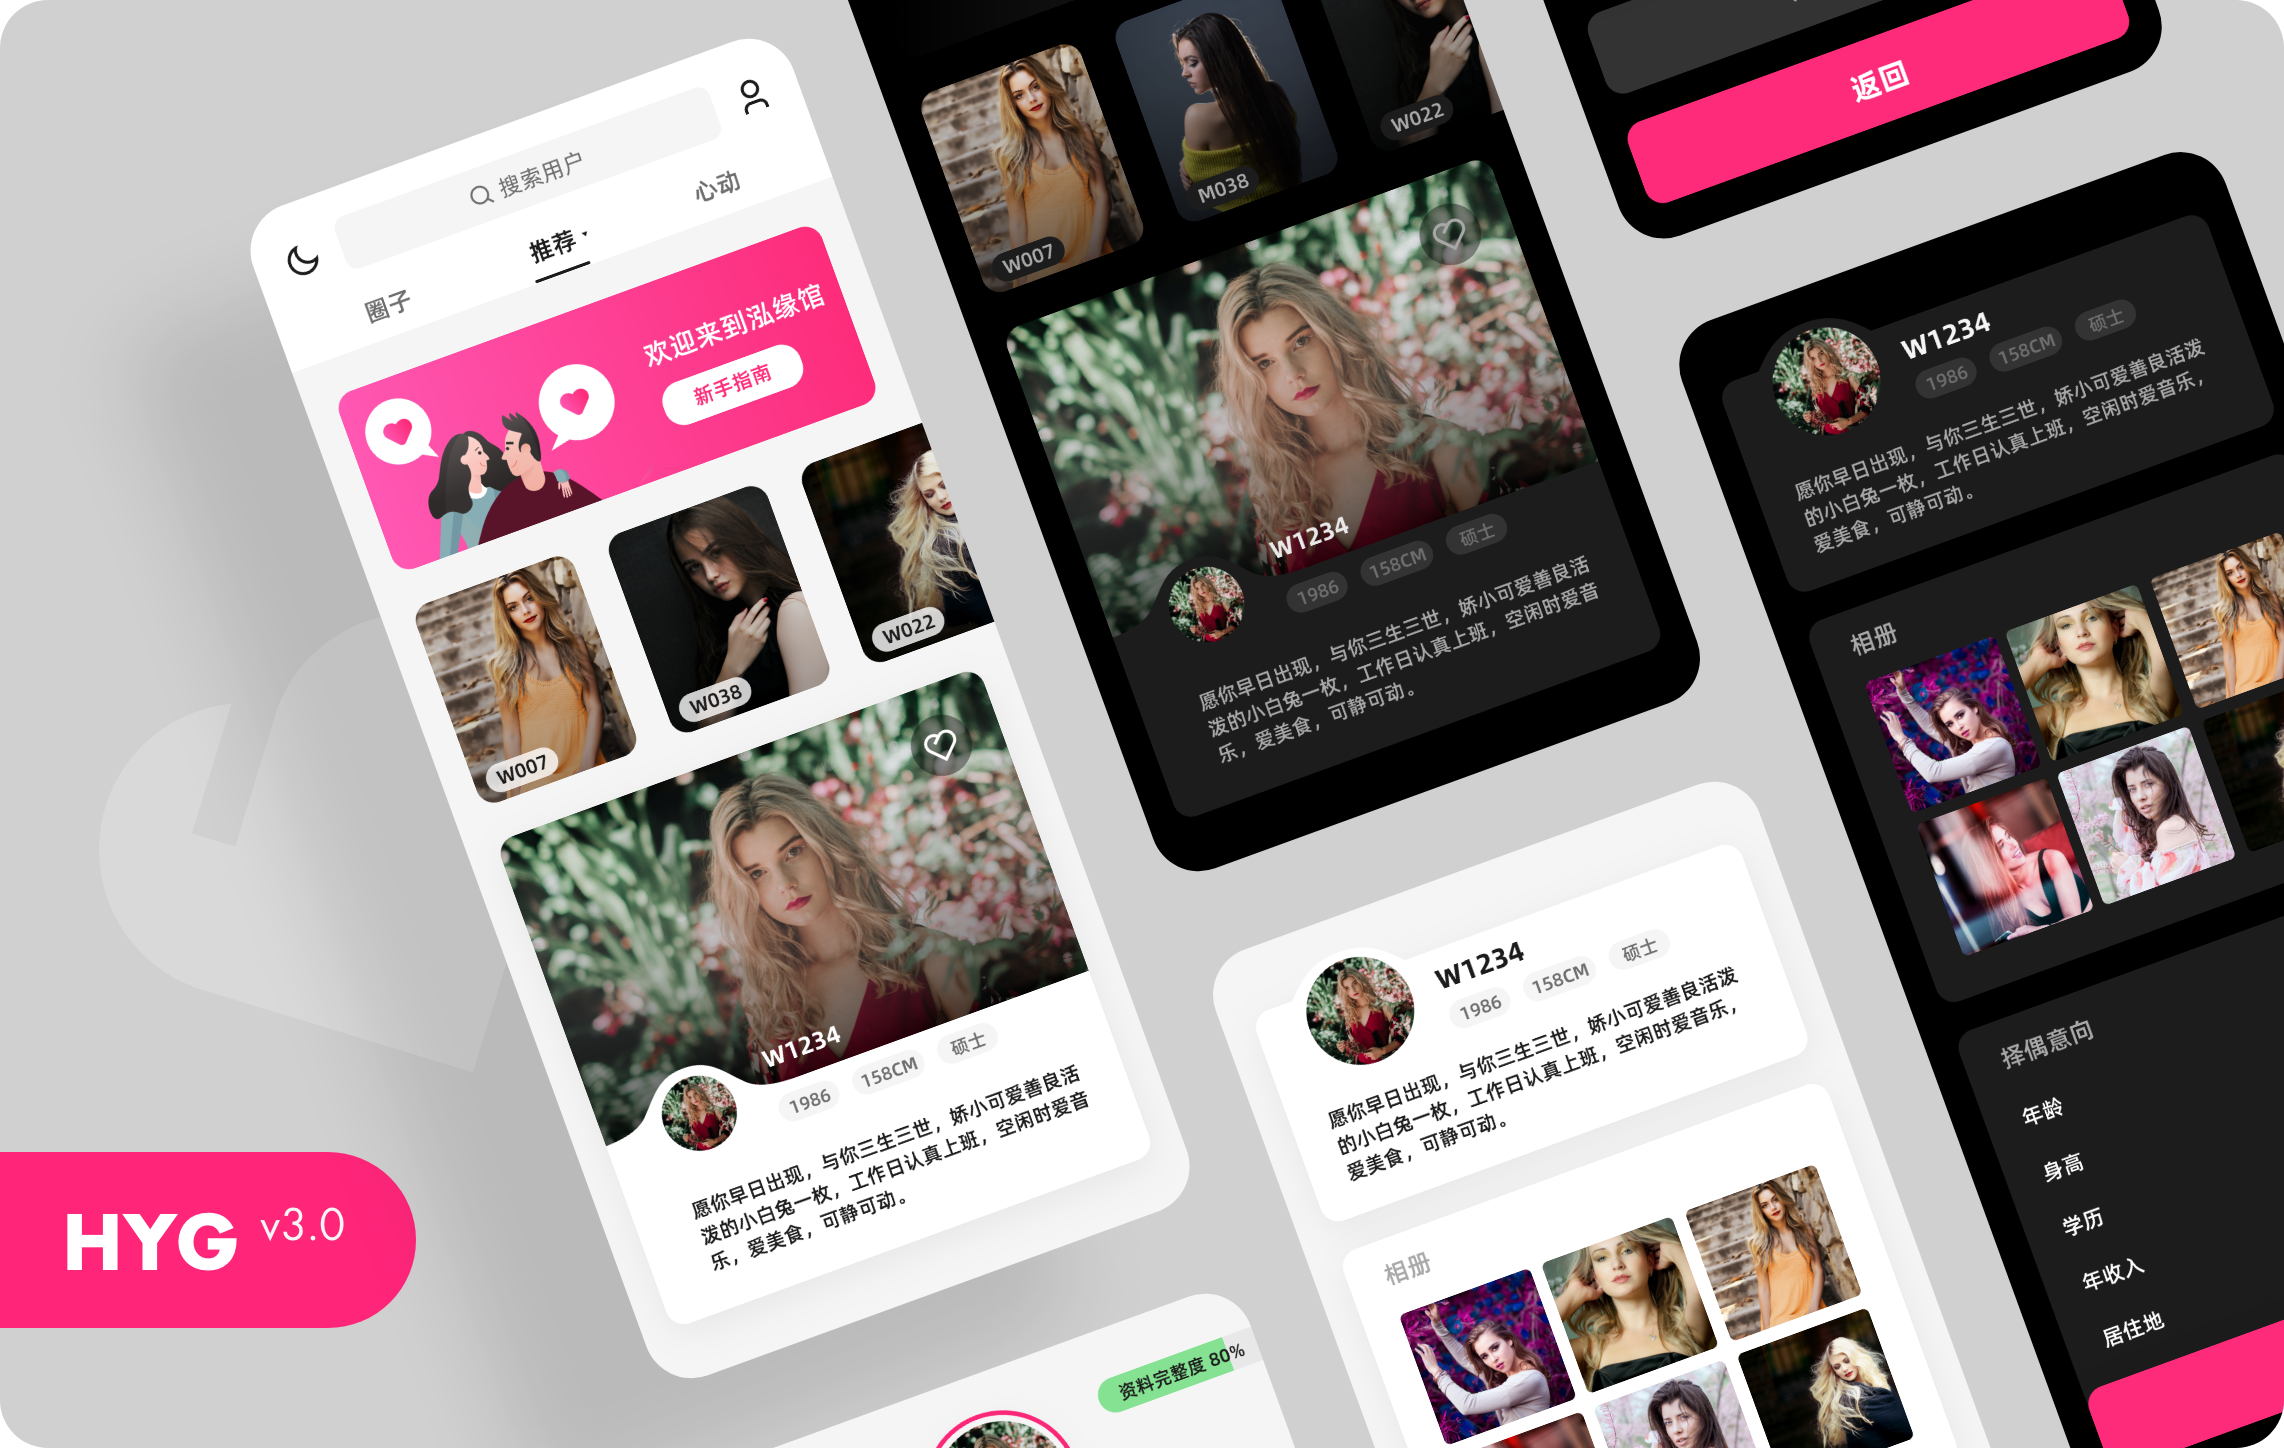 搜索用户
圈子
推荐
心动
欢迎来到泓缘馆
新手指南
W007
W038
W022
W1234
1986
158CM
硕士
愿你早日出现，与你三生三世，娇小可爱善良活
泼的小白兔一枚，工作日认真上班，空闲时爱音
乐，爱美食，可静可动。
HYG v3.0
W007
M038
W022
W1234
1986
158CM
硕士
愿你早日出现，与你三生三世，娇小可爱善良活
泼的小白兔一枚，工作日认真上班，空闲时爱音
乐，爱美食，可静可动。
资料完整度 80%
W1234
1986
158CM
硕士
愿你早日出现，与你三生三世，娇小可爱善良活泼
的小白兔一枚，工作日认真上班，空闲时爱音乐，
爱美食，可静可动。
相册
返回
W1234
1986
158CM
硕士
愿你早日出现，与你三生三世，娇小可爱善良活泼
的小白兔一枚，工作日认真上班，空闲时爱音乐，
爱美食，可静可动。
相册
择偶意向
年龄
身高
学历
年收入
居住地